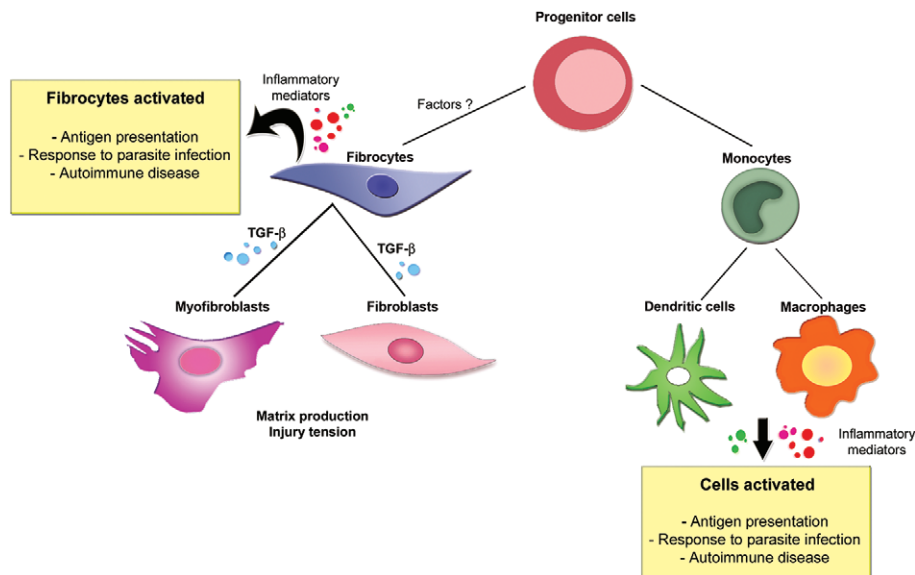 Progenitor cells
Inflammatory
mediators
Factors ?
Fibrocytes activated
- Antigen presentation
- Response to parasite infection
- Autoimmune disease
Fibrocytes
Monocytes
TGF-β
TGF-β
Myofibroblasts
Fibroblasts
Dendritic cells
Macrophages
Matrix production
Injury tension
Inflammatory
mediators
Cells activated
- Antigen presentation
- Response to parasite infection
- Autoimmune disease